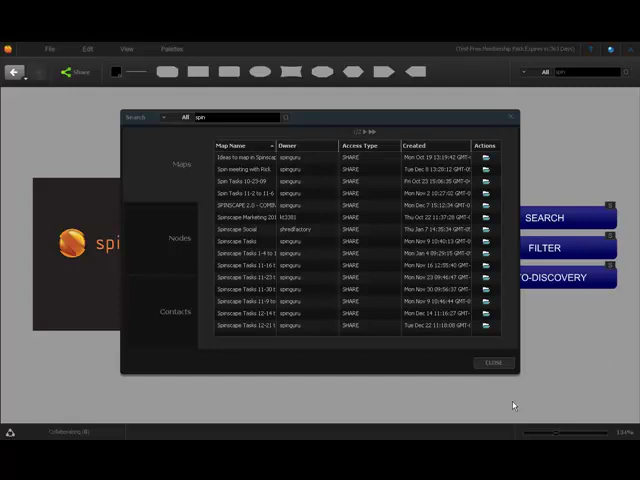 File Edit View Palettes
Share
All spin
Search All spin
Map Name Owner Access Type Created Actions
Ideas to map in Spinscap spinguru SHARE Mon Oct 19 13:19:42 GMT-
Spin meeting with Rick spinguru SHARE Tue Dec 8 13:28:12 GMT-
Spin Tasks 10-23-09 spinguru SHARE Fri Oct 23 15:06:35 GMT-
Spin Tasks 11-2 to 11-6 spinguru SHARE Mon Nov 2 10:27:02 GMT-
SPINSCAPE 2.0 - COMIN spinguru SHARE Mon Dec 7 15:12:34 GMT-
Spinscape Marketing 201 kt3381 SHARE Thu Oct 22 11:37:28 GMT-
Spinscape Social shredfactory SHARE Thu Jan 7 14:35:34 GMT-
Spinscape Tasks spinguru SHARE Mon Nov 9 10:40:13 GMT-
Spinscape Tasks 1-4 to 1 spinguru SHARE Mon Jan 4 09:29:15 GMT-
Spinscape Tasks 11-16 t spinguru SHARE Mon Nov 16 12:55:40 GMT-
Spinscape Tasks 11-23 spinguru SHARE Mon Nov 23 09:46:47 GMT-
Spinscape Tasks 11-30 t spinguru SHARE Mon Nov 30 09:56:37 GMT-
Spinscape Tasks 11-9 to spinguru SHARE Mon Nov 9 10:46:44 GMT-
Spinscape Tasks 12-14 t spinguru SHARE Mon Dec 14 11:16:27 GMT-
Spinscape Tasks 12-21 t spinguru SHARE Tue Dec 22 11:18:08 GMT-
Maps
Nodes
Contacts
CLOSE
spi
SEARCH
FILTER
TO-DISCOVERY
Collaborating (0)
134%